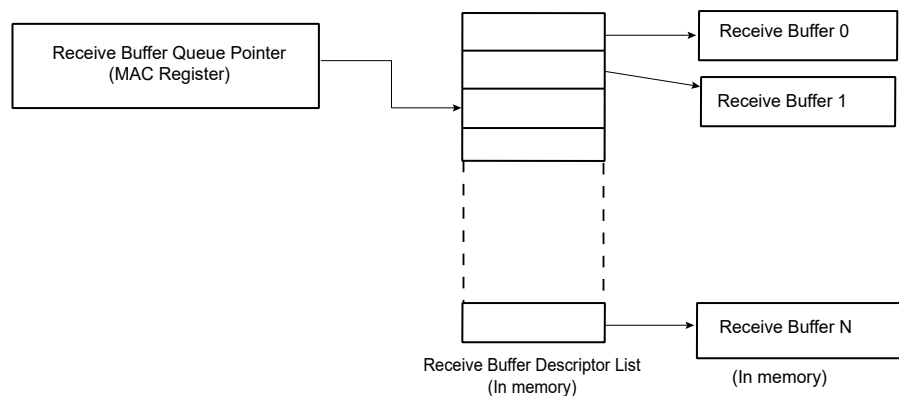 Receive Buffer Queue Pointer
(MAC Register)
Receive Buffer 0
Receive Buffer 1
Receive Buffer N
Receive Buffer Descriptor List
(In memory)
(In memory)